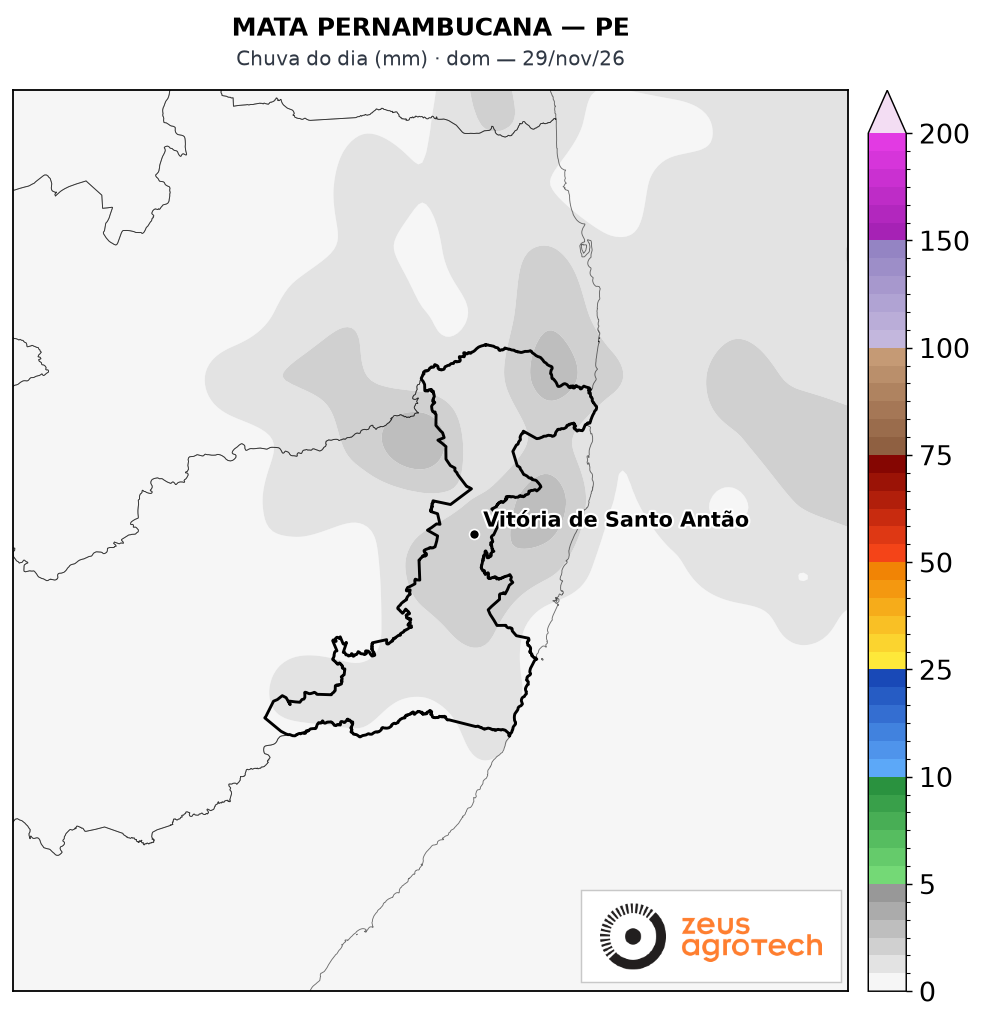 MATA PERNAMBUCANA — PE
Chuva do dia (mm) · dom — 29/nov/26
200
150
100
75
50
25
10
5
0
Vitória de Santo Antão
zeus
agrotech